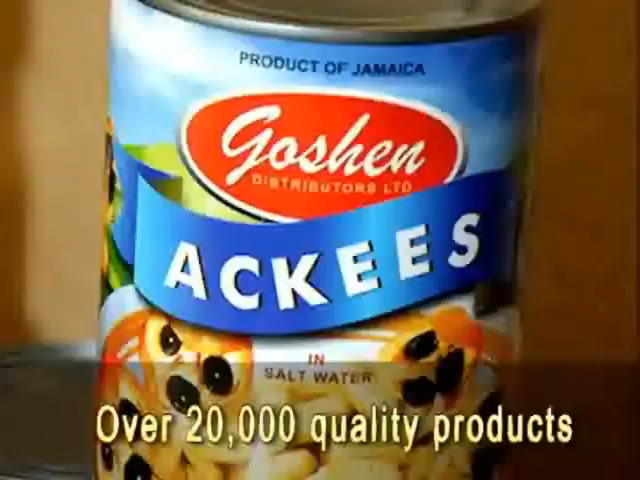 PRODUCT OF JAMAICA
Goshen
DISTRIBUTORS LTD
ACKEES
IN
SALT WATER
Over 20,000 quality products